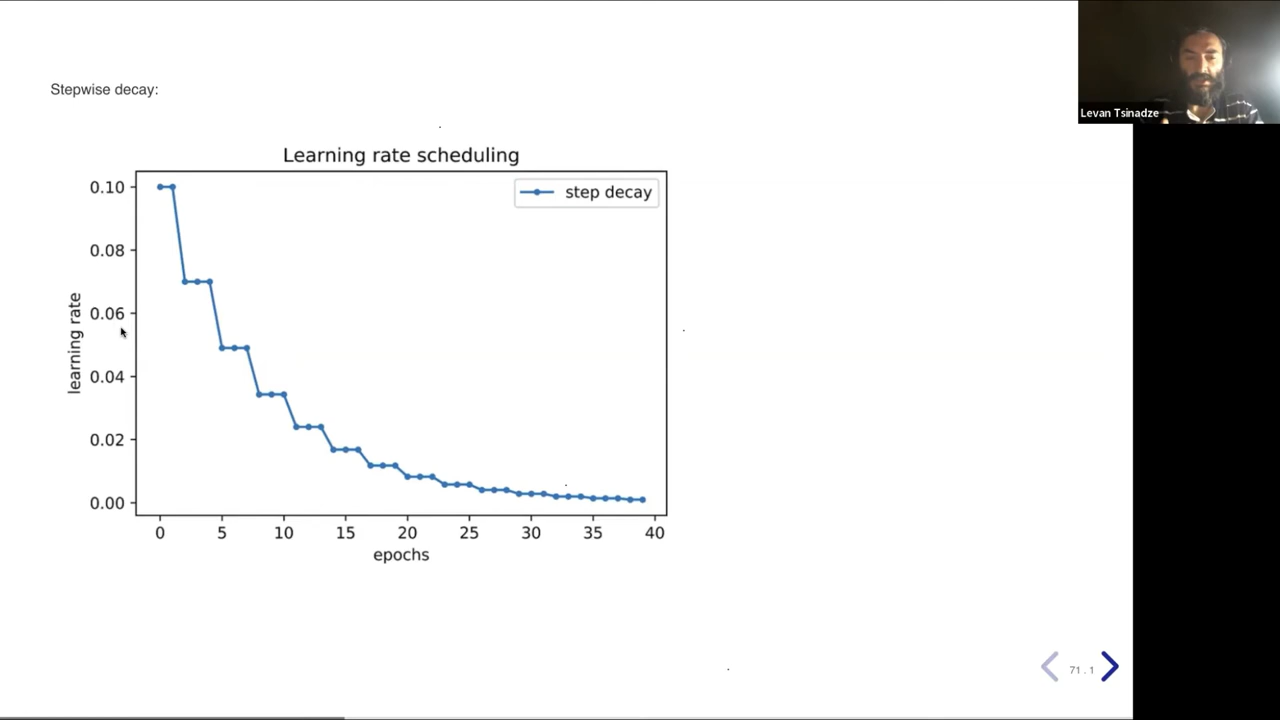 Levan Tsinadze
Stepwise decay:
Learning rate scheduling
step decay
0.10
0.08
0.06
0.04
0.02
0.00
learning rate
0 5 10 15 20 25 30 35 40
epochs
71 . 1